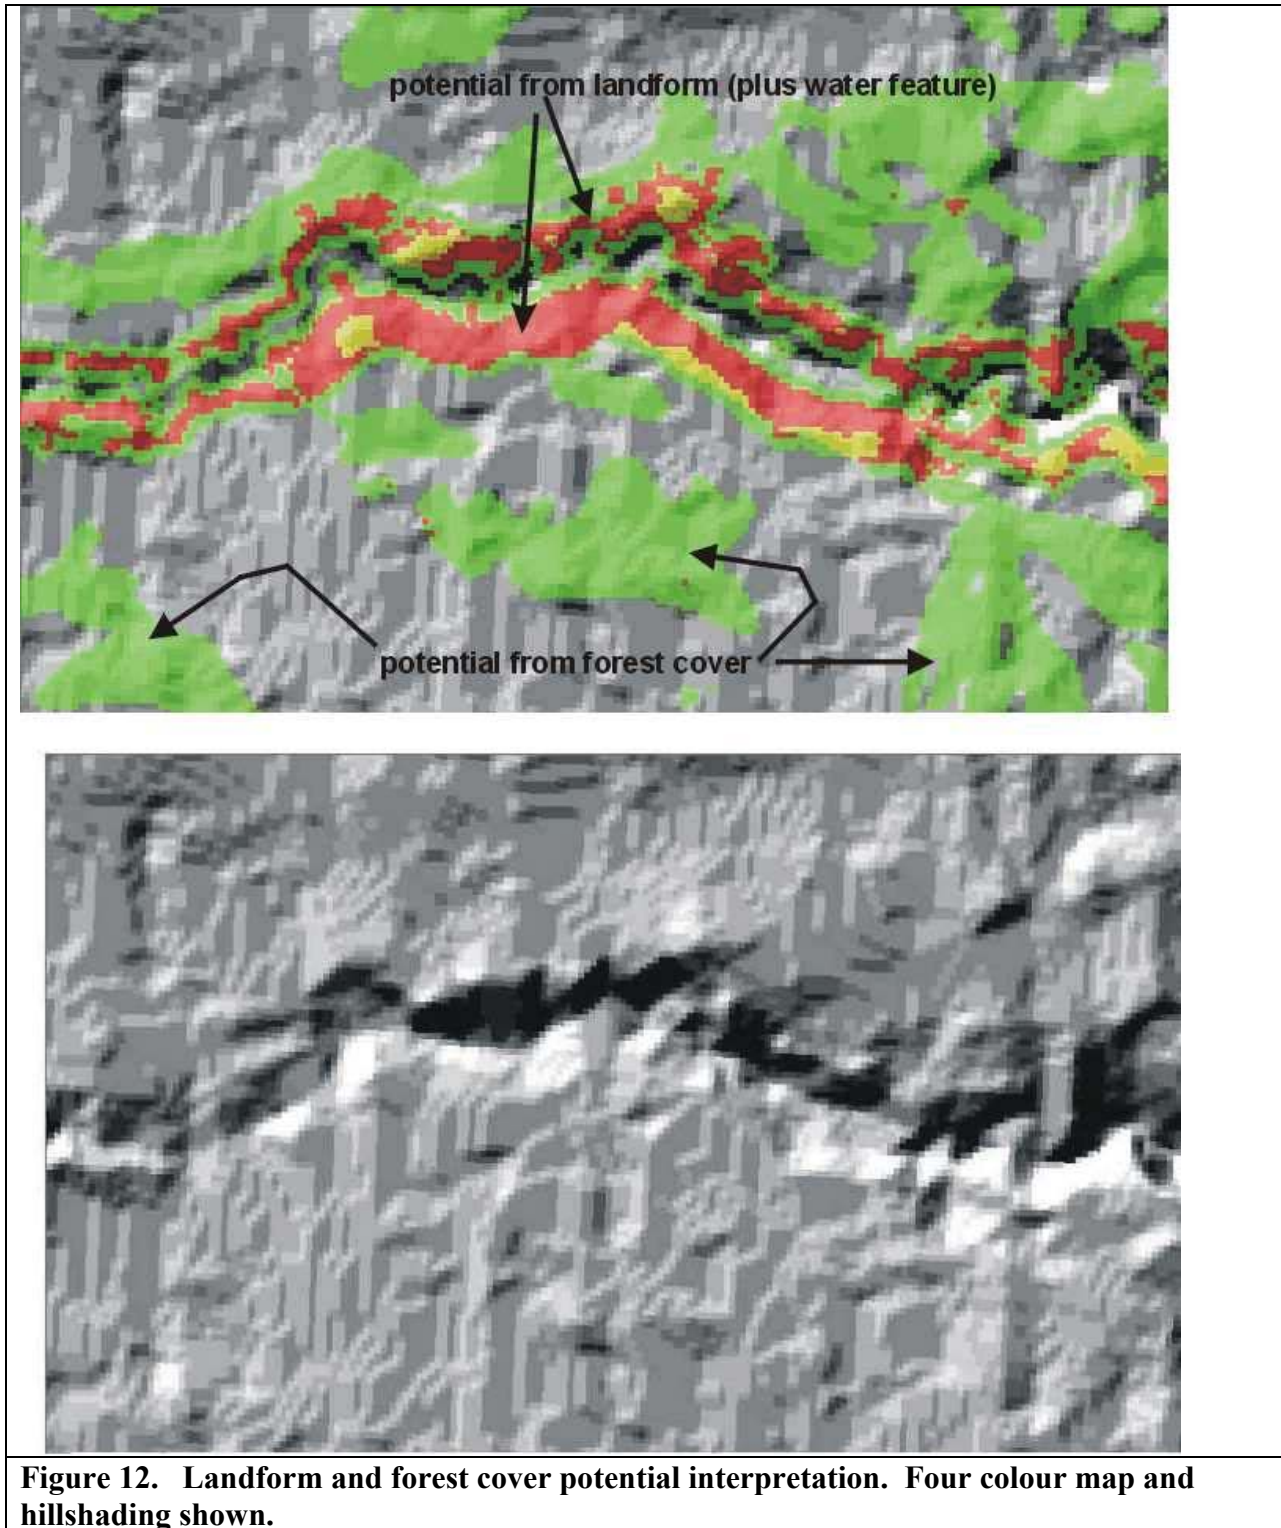 potential from landform (plus water feature)
potential from forest cover
Figure 12.   Landform and forest cover potential interpretation.  Four colour map and
hillshading shown.